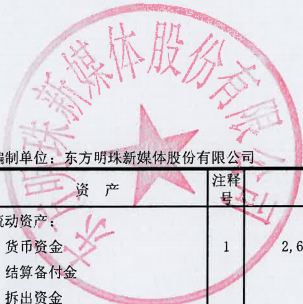 东方明珠新媒体股份有限公司
编制单位：东方明珠新媒体股份有限公司
资 产 注释号
流动资产：
货币资金 1 2,6
结算备付金
拆出资金